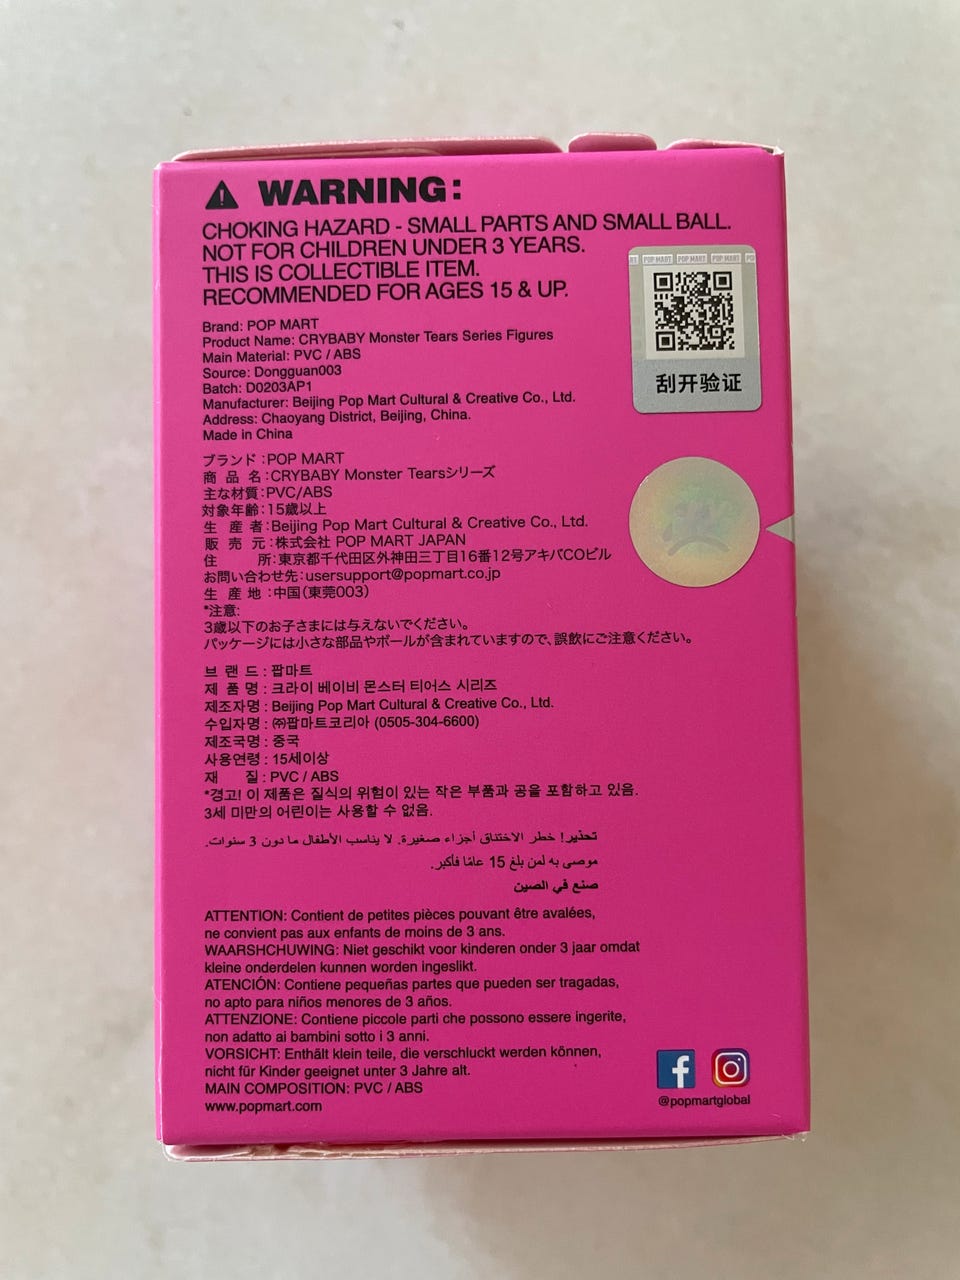 WARNING:
CHOKING HAZARD - SMALL PARTS AND SMALL BALL.
NOT FOR CHILDREN UNDER 3 YEARS.
THIS IS COLLECTIBLE ITEM.
RECOMMENDED FOR AGES 15 & UP.
POP MART POP MART POP MART
刮开验证
Brand: POP MART
Product Name: CRYBABY Monster Tears Series Figures
Main Material: PVC / ABS
Source: Dongguan003
Batch: D0203AP1
Manufacturer: Beijing Pop Mart Cultural & Creative Co., Ltd.
Address: Chaoyang District, Beijing, China.
Made in China
ブランド:POP MART
商 品 名:CRYBABY Monster Tearsシリーズ
主な材質:PVC/ABS
対象年齢:15歳以上
生 産 者:Beijing Pop Mart Cultural & Creative Co., Ltd.
販 売 元:株式会社 POP MART JAPAN
住 所:東京都千代田区外神田三丁目16番12号アキバCOビル
お問い合わせ先:usersupport@popmart.co.jp
生 産 地:中国(東莞003)
*注意:
3歳以下のお子さまには与えないでください。
パッケージには小さな部品やボールが含まれていますので、誤飲にご注意ください。
브 랜 드 : 팝마트
제 품 명 : 크라이 베이비 몬스터 티어스 시리즈
제조자명 : Beijing Pop Mart Cultural & Creative Co., Ltd.
수입자명 : ㈜팝마트코리아 (0505-304-6600)
제조국명 : 중국
사용연령 : 15세이상
재 질 : PVC / ABS
*경고! 이 제품은 질식의 위험이 있는 작은 부품과 공을 포함하고 있음.
3세 미만의 어린이는 사용할 수 없음.
تحذير! خطر الاختناق أجزاء صغيرة. لا يناسب الأطفال ما دون 3 سنوات.
موصى به لمن بلغ 15 عامًا فأكبر.
صنع في الصين
ATTENTION: Contient de petites pièces pouvant être avalées,
ne convient pas aux enfants de moins de 3 ans.
WAARSHCHUWING: Niet geschikt voor kinderen onder 3 jaar omdat
kleine onderdelen kunnen worden ingeslikt.
ATENCIÓN: Contiene pequeñas partes que pueden ser tragadas,
no apto para niños menores de 3 años.
ATTENZIONE: Contiene piccole parti che possono essere ingerite,
non adatto ai bambini sotto i 3 anni.
VORSICHT: Enthält klein teile, die verschluckt werden können,
nicht für Kinder geeignet unter 3 Jahre alt.
MAIN COMPOSITION: PVC / ABS
www.popmart.com
@popmartglobal